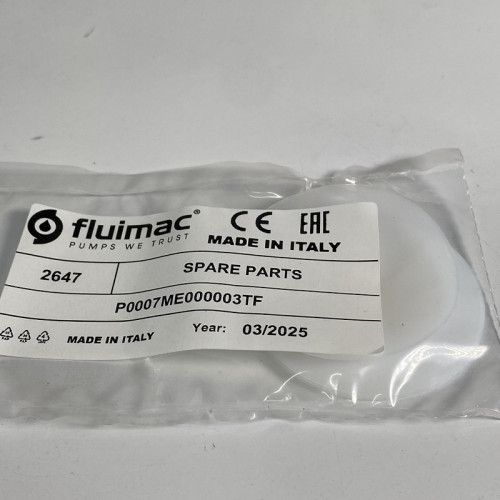 fluimac®
PUMPS WE TRUST
CE EAC
MADE IN ITALY
2647 SPARE PARTS
P0007ME000003TF
MADE IN ITALY Year: 03/2025